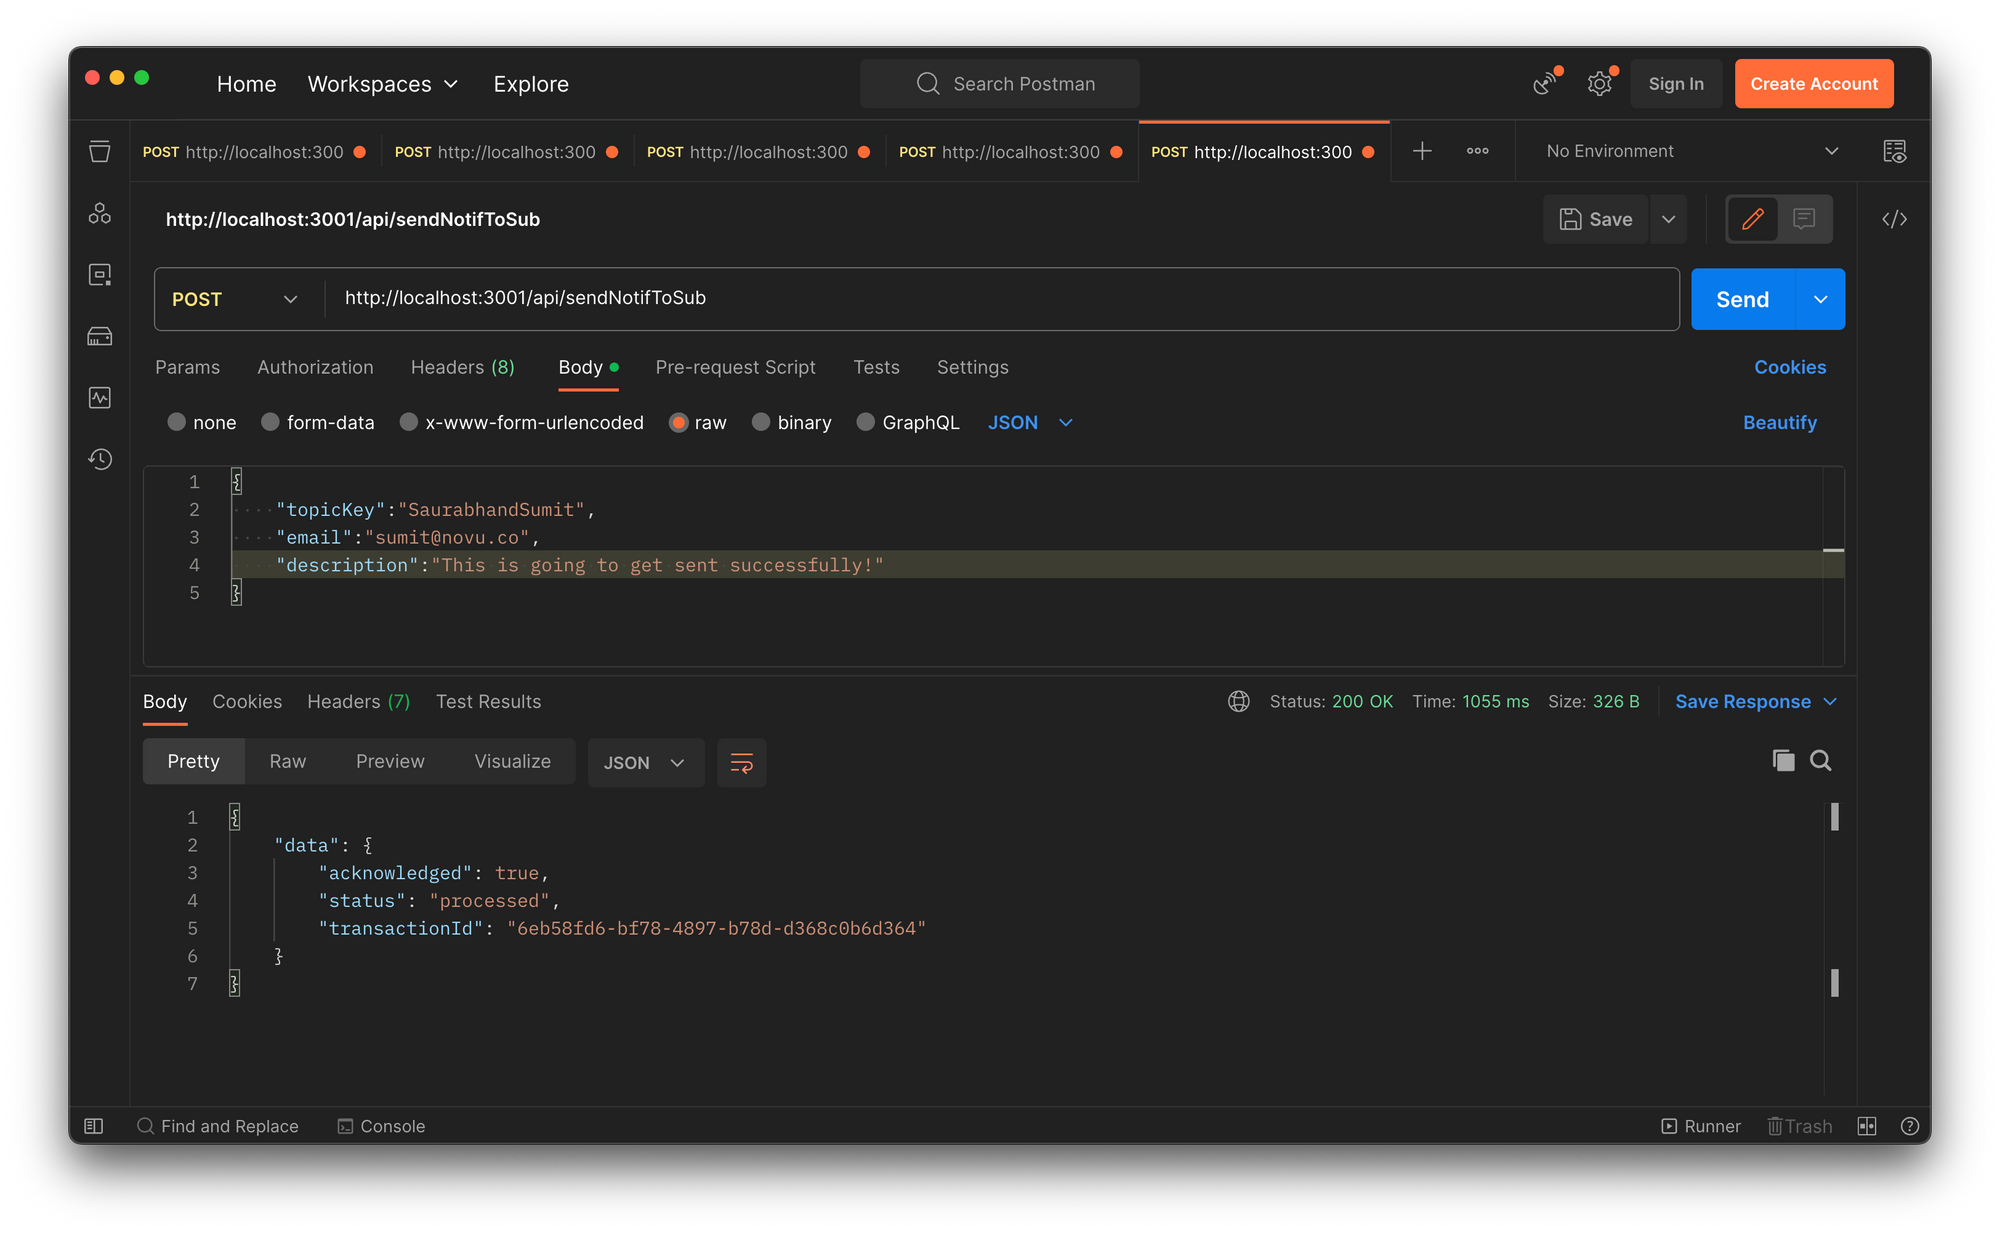 Home Workspaces Explore Search Postman Sign In Create Account
POST http://localhost:300 POST http://localhost:300 POST http://localhost:300 POST http://localhost:300 POST http://localhost:300 No Environment
http://localhost:3001/api/sendNotifToSub Save
POST http://localhost:3001/api/sendNotifToSub Send
Params Authorization Headers (8) Body Pre-request Script Tests Settings Cookies
none form-data x-www-form-urlencoded raw binary GraphQL JSON Beautify
1 {
2 "topicKey":"SaurabhandSumit",
3 "email":"sumit@novu.co",
4 "description":"This is going to get sent successfully!"
5 }
Body Cookies Headers (7) Test Results Status: 200 OK Time: 1055 ms Size: 326 B Save Response
Pretty Raw Preview Visualize JSON
1 {
2 "data": {
3 "acknowledged": true,
4 "status": "processed",
5 "transactionId": "6eb58fd6-bf78-4897-b78d-d368c0b6d364"
6 }
7 }
Find and Replace Console Runner Trash